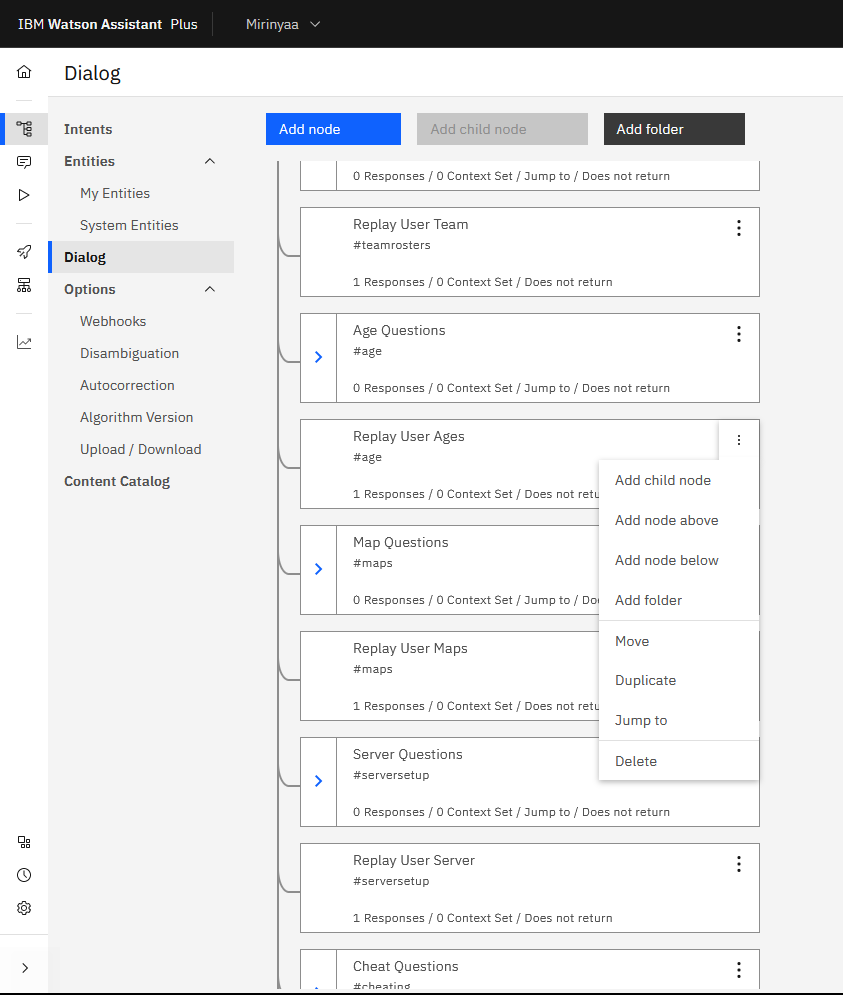 IBM Watson Assistant Plus
Mirinyaa
Dialog
Intents
Entities
My Entities
System Entities
Dialog
Options
Webhooks
Disambiguation
Autocorrection
Algorithm Version
Upload / Download
Content Catalog
Add node
Add child node
Add folder
0 Responses / 0 Context Set / Jump to / Does not return
Replay User Team
#teamrosters
1 Responses / 0 Context Set / Does not return
Age Questions
#age
0 Responses / 0 Context Set / Jump to / Does not return
Replay User Ages
#age
1 Responses / 0 Context Set / Does not retu
Map Questions
#maps
0 Responses / 0 Context Set / Jump to / Do
Replay User Maps
#maps
1 Responses / 0 Context Set / Does not retu
Server Questions
#serversetup
0 Responses / 0 Context Set / Jump to / Does not return
Replay User Server
#serversetup
1 Responses / 0 Context Set / Does not return
Cheat Questions
#cheating
Add child node
Add node above
Add node below
Add folder
Move
Duplicate
Jump to
Delete